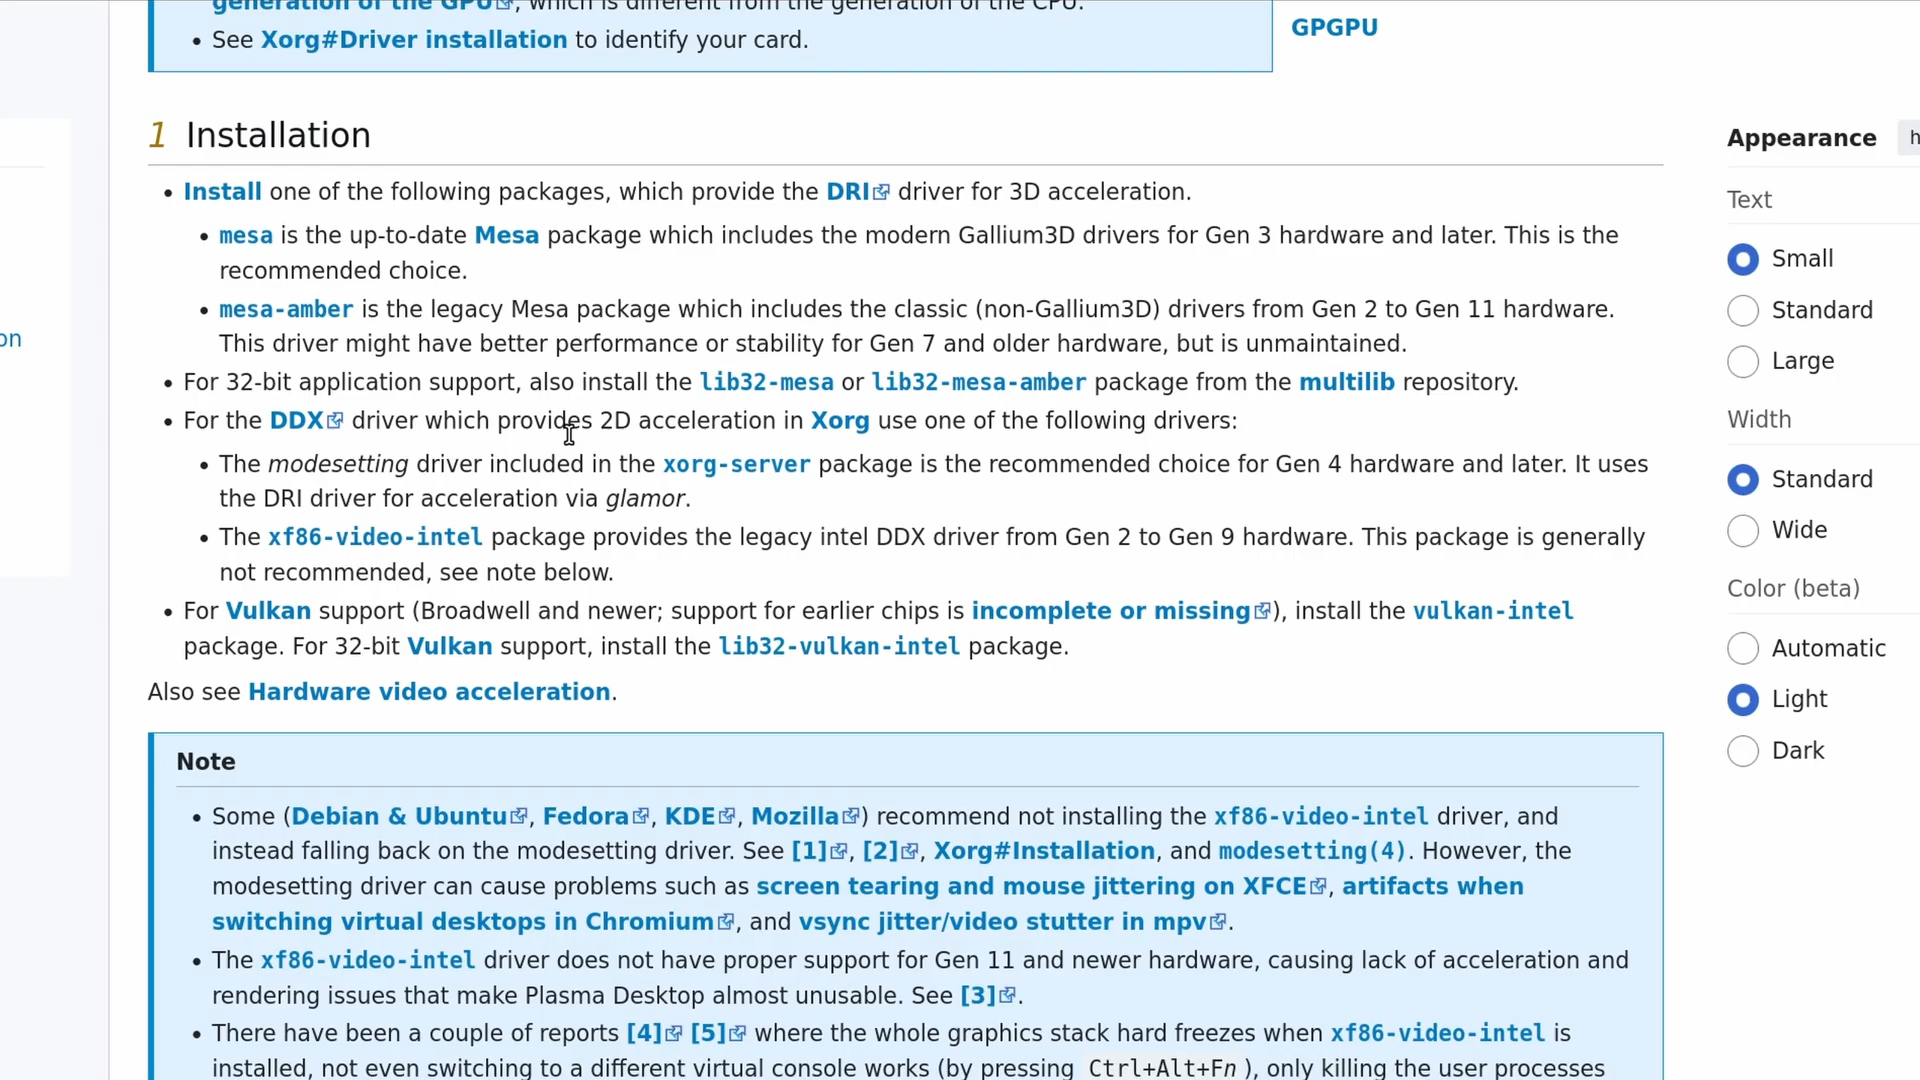 generation of the GPU, which is different from the generation of the CPU.
• See Xorg#Driver installation to identify your card.
GPGPU
1 Installation
• Install one of the following packages, which provide the DRI driver for 3D acceleration.
• mesa is the up-to-date Mesa package which includes the modern Gallium3D drivers for Gen 3 hardware and later. This is the
recommended choice.
• mesa-amber is the legacy Mesa package which includes the classic (non-Gallium3D) drivers from Gen 2 to Gen 11 hardware.
This driver might have better performance or stability for Gen 7 and older hardware, but is unmaintained.
• For 32-bit application support, also install the lib32-mesa or lib32-mesa-amber package from the multilib repository.
• For the DDX driver which provides 2D acceleration in Xorg use one of the following drivers:
• The modesetting driver included in the xorg-server package is the recommended choice for Gen 4 hardware and later. It uses
the DRI driver for acceleration via glamor.
• The xf86-video-intel package provides the legacy intel DDX driver from Gen 2 to Gen 9 hardware. This package is generally
not recommended, see note below.
• For Vulkan support (Broadwell and newer; support for earlier chips is incomplete or missing), install the vulkan-intel
package. For 32-bit Vulkan support, install the lib32-vulkan-intel package.
Also see Hardware video acceleration.
Note
• Some (Debian & Ubuntu, Fedora, KDE, Mozilla) recommend not installing the xf86-video-intel driver, and
instead falling back on the modesetting driver. See [1], [2], Xorg#Installation, and modesetting(4). However, the
modesetting driver can cause problems such as screen tearing and mouse jittering on XFCE, artifacts when
switching virtual desktops in Chromium, and vsync jitter/video stutter in mpv.
• The xf86-video-intel driver does not have proper support for Gen 11 and newer hardware, causing lack of acceleration and
rendering issues that make Plasma Desktop almost unusable. See [3].
• There have been a couple of reports [4] [5] where the whole graphics stack hard freezes when xf86-video-intel is
installed, not even switching to a different virtual console works (by pressing Ctrl+Alt+Fn), only killing the user processes
on
Appearance h
Text
Small
Standard
Large
Width
Standard
Wide
Color (beta)
Automatic
Light
Dark